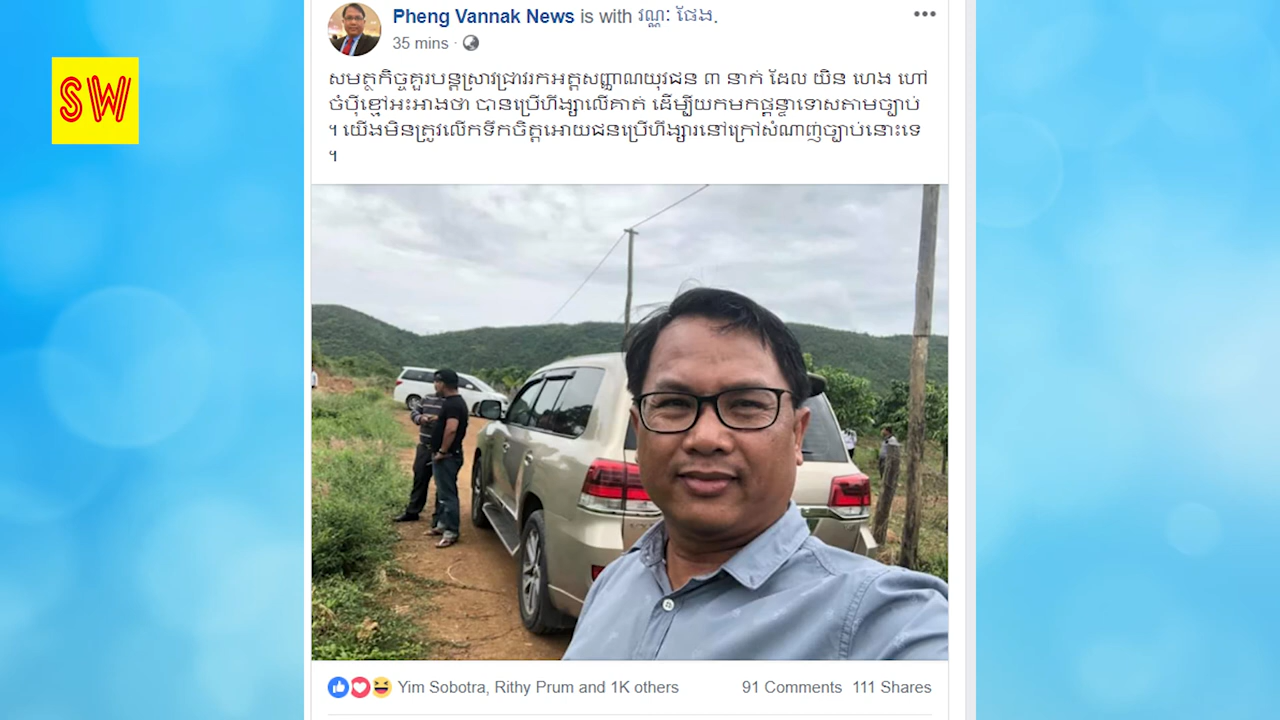 Pheng Vannak News is with វណ្ណៈ ផែង.
35 mins ·
SW
សមត្ថកិច្ចគួរបន្តស្រាវជ្រាវរកអត្តសញ្ញាណយុវជន ៣ នាក់ ដែល យិន ហេង ហៅ
ចំប៉ីខ្មៅអះអាងថា បានប្រើហឹង្សាលើគាត់ ដើម្បីយកមកផ្តន្ទាទោសតាមច្បាប់
។ យើងមិនត្រូវលើកទឹកចិត្តអោយជនប្រើហឹង្សារនៅក្រៅសំណាញ់ច្បាប់នោះទេ
។
Yim Sobotra, Rithy Prum and 1K others 91 Comments 111 Shares